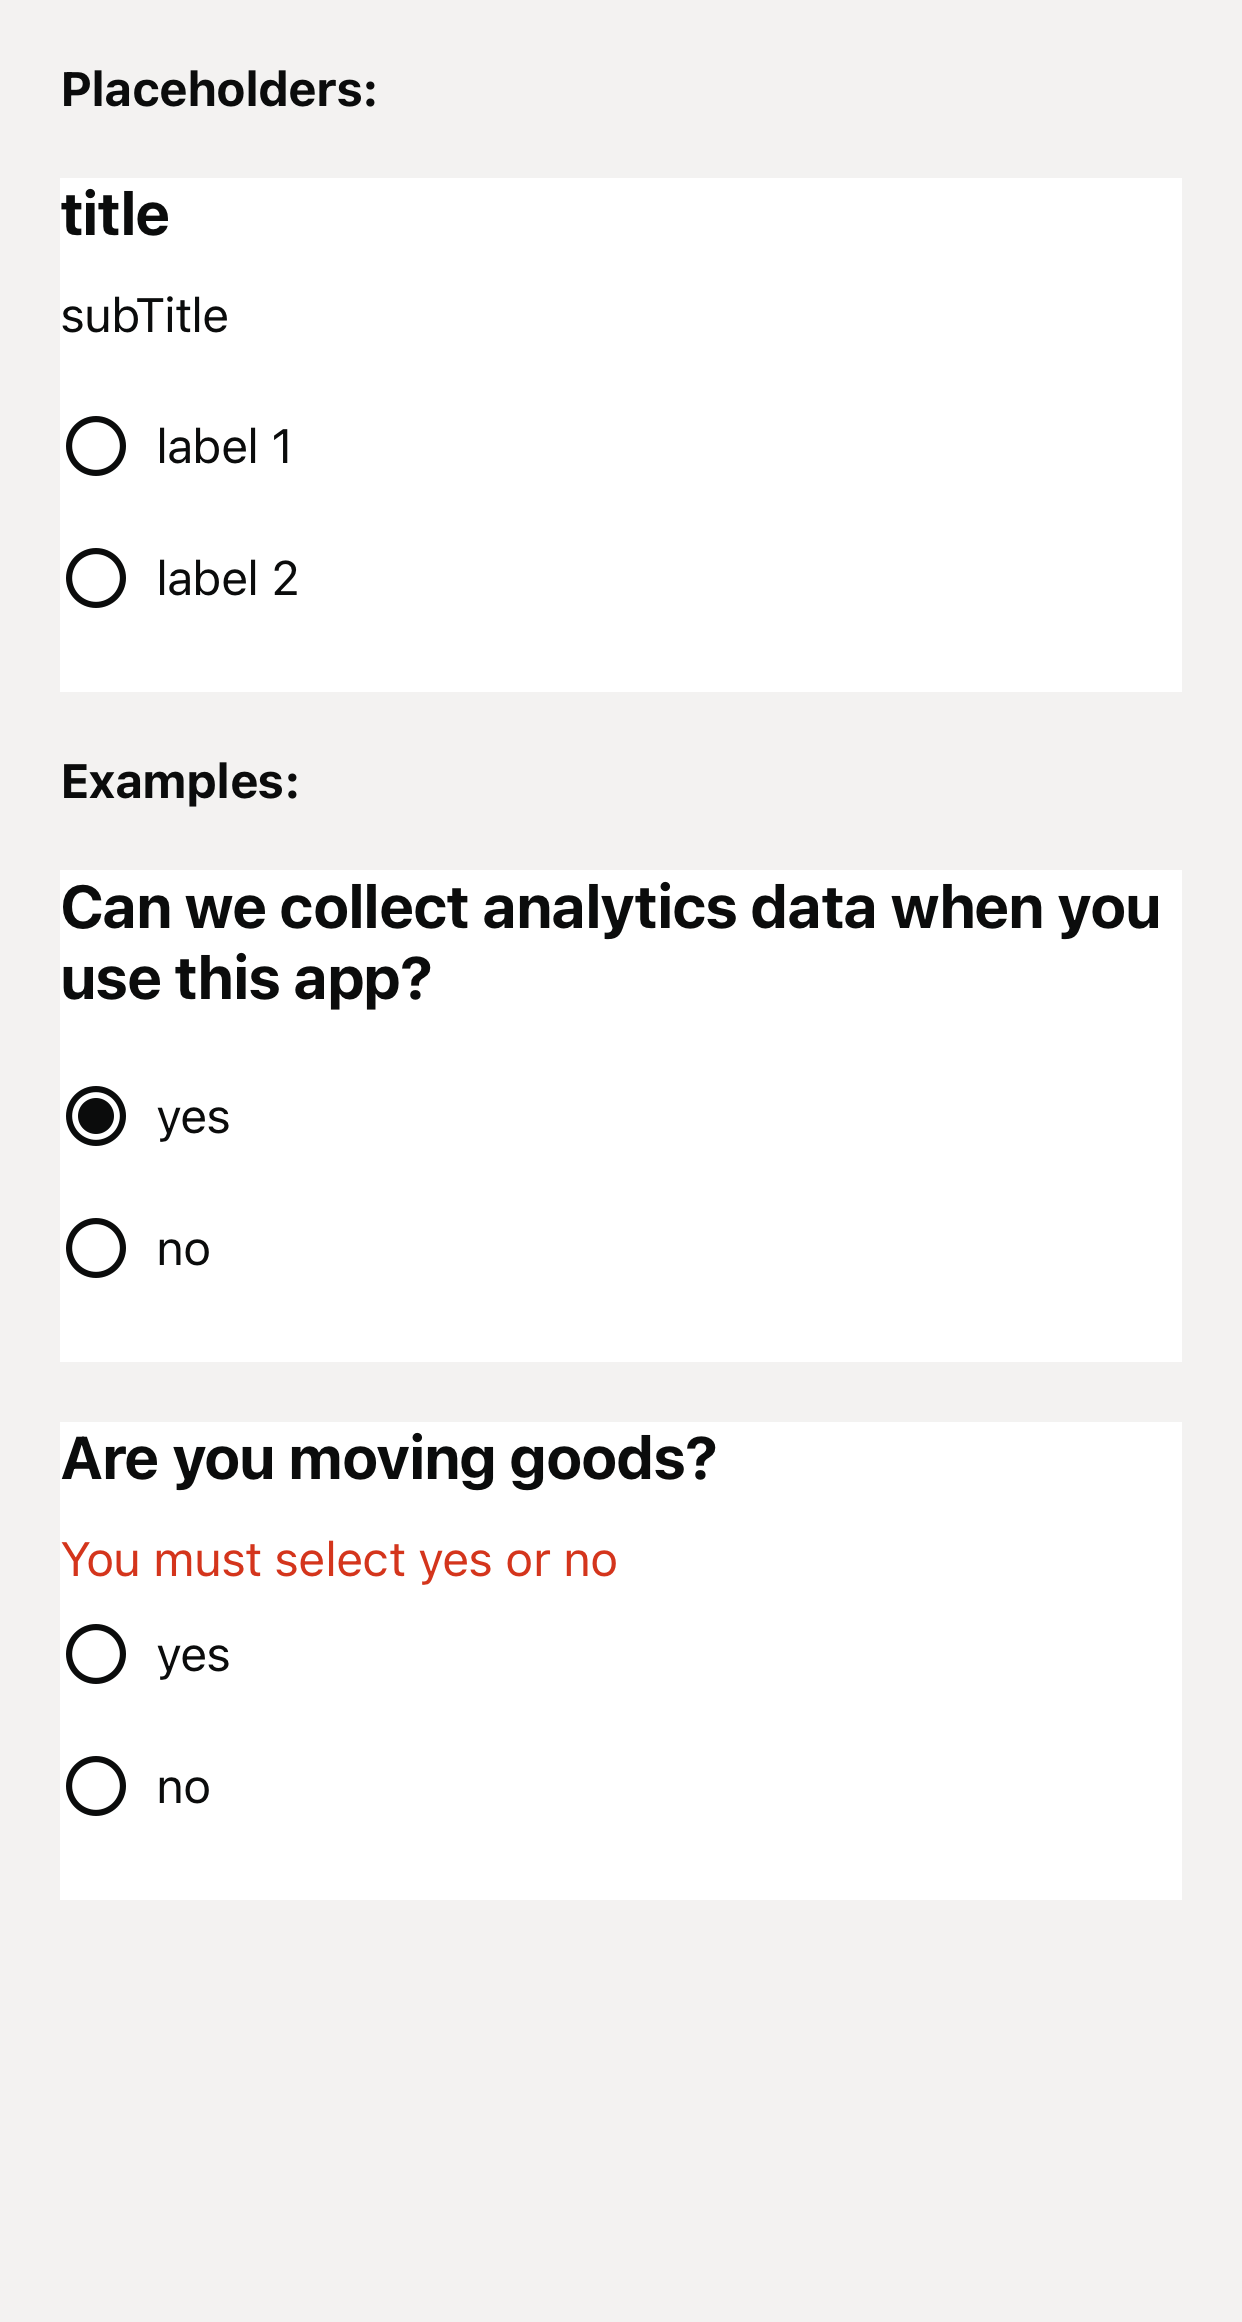 Placeholders:
title
subTitle
label 1
label 2
Examples:
Can we collect analytics data when you
use this app?
yes
no
Are you moving goods?
You must select yes or no
yes
no